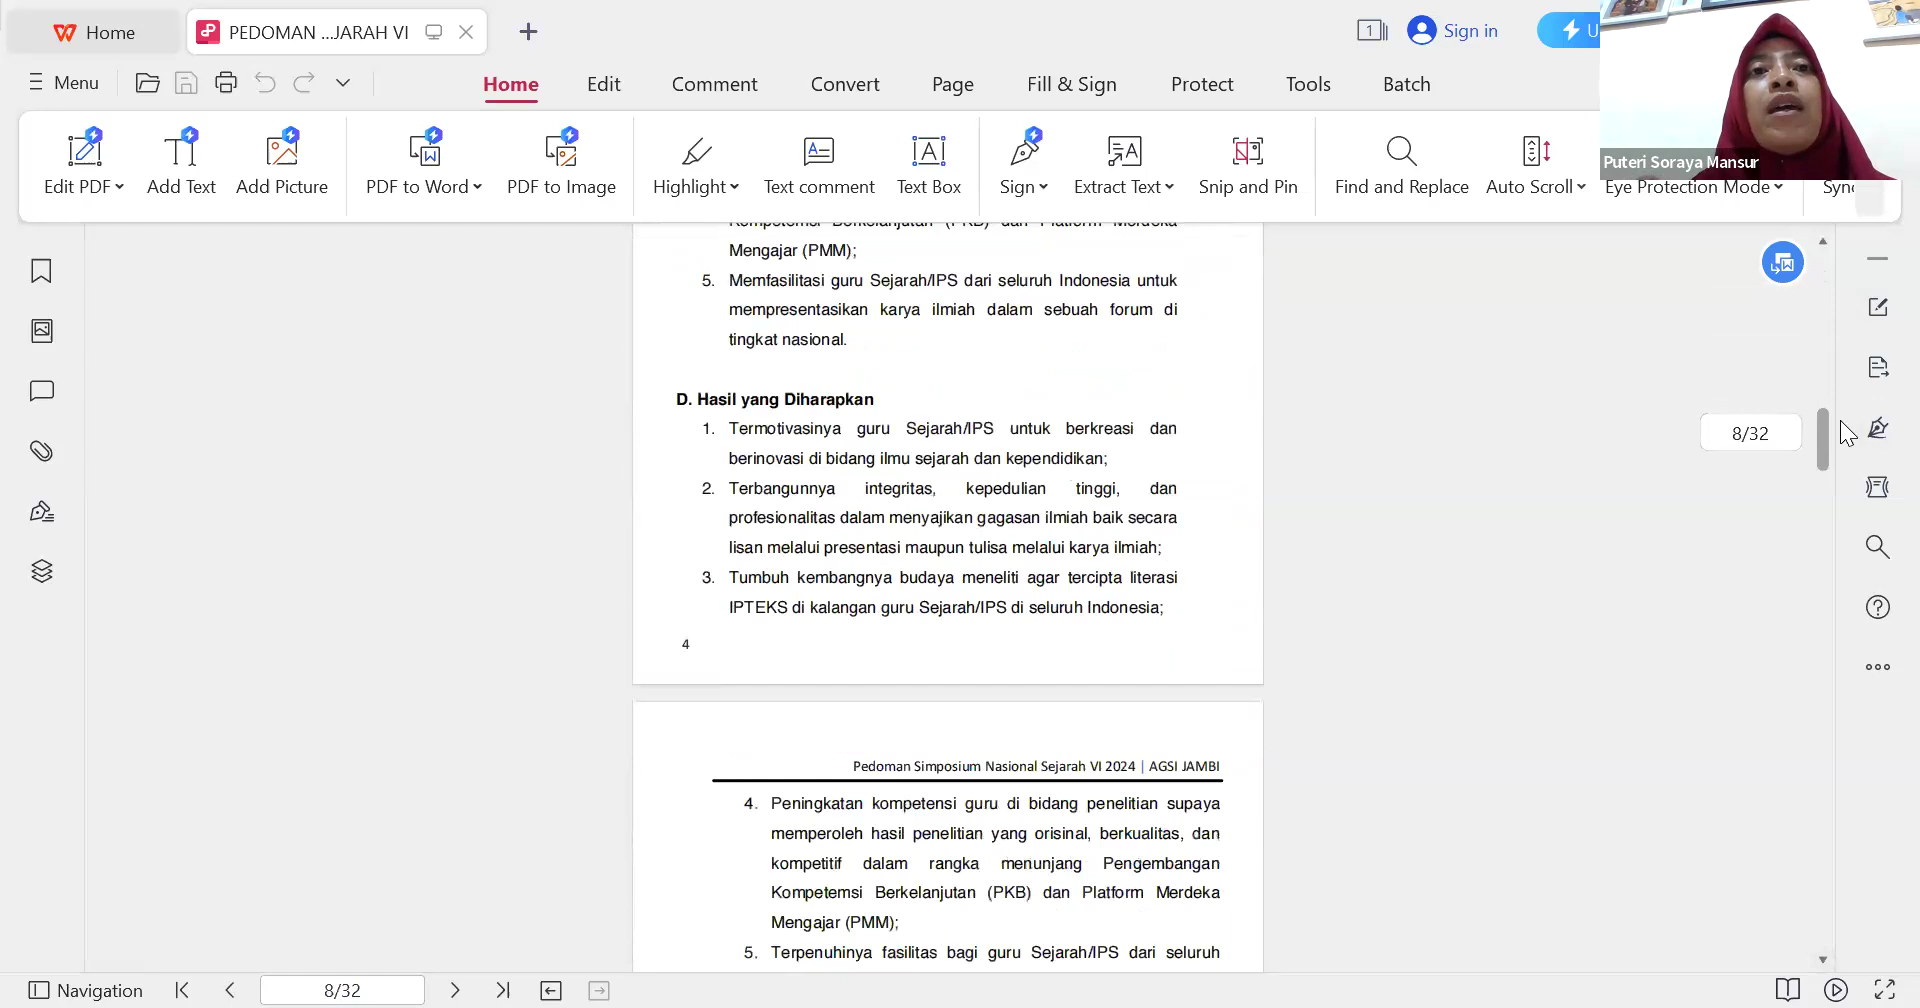 Home
PEDOMAN ...JARAH VI
1
Sign in
U
Menu
Home
Edit
Comment
Convert
Page
Fill & Sign
Protect
Tools
Batch
Edit PDF
Add Text
Add Picture
PDF to Word
PDF to Image
Highlight
Text comment
Text Box
Sign
Extract Text
Snip and Pin
Find and Replace
Auto Scroll
Eye Protection Mode
Puteri Soraya Mansur
Mengajar (PMM);
5. Memfasilitasi guru Sejarah/IPS dari seluruh Indonesia untuk
mempresentasikan karya ilmiah dalam sebuah forum di
tingkat nasional.
D. Hasil yang Diharapkan
1. Termotivasinya guru Sejarah/IPS untuk berkreasi dan
berinovasi di bidang ilmu sejarah dan kependidikan;
2. Terbangunnya integritas, kepedulian tinggi, dan
profesionalitas dalam menyajikan gagasan ilmiah baik secara
lisan melalui presentasi maupun tulisa melalui karya ilmiah;
3. Tumbuh kembangnya budaya meneliti agar tercipta literasi
IPTEKS di kalangan guru Sejarah/IPS di seluruh Indonesia;
4
8/32
Pedoman Simposium Nasional Sejarah VI 2024 | AGSI JAMBI
4. Peningkatan kompetensi guru di bidang penelitian supaya
memperoleh hasil penelitian yang orisinal, berkualitas, dan
kompetitif dalam rangka menunjang Pengembangan
Kompetemsi Berkelanjutan (PKB) dan Platform Merdeka
Mengajar (PMM);
5. Terpenuhinya fasilitas bagi guru Sejarah/IPS dari seluruh
Navigation
8/32